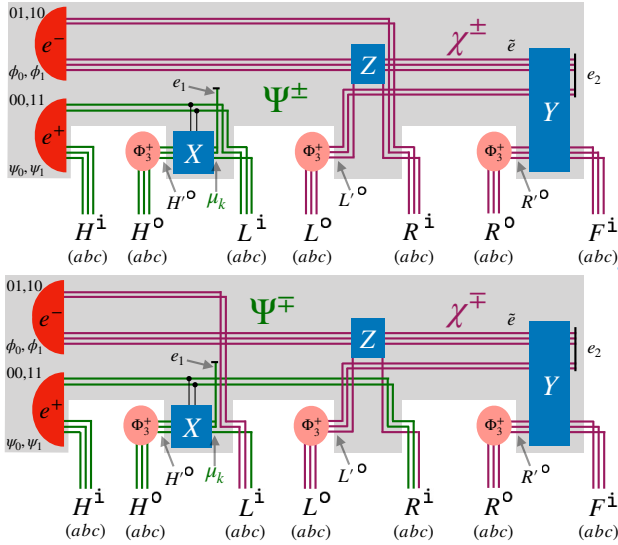 01,10
e⁻
ϕ₀, ϕ₁
00,11
e⁺
ψ₀, ψ₁
e₁
Ψ±
χ±
ẽ
e₂
Z
Y
Φ₃⁺
X
Φ₃⁺
Φ₃⁺
H′ᵒ
μₖ
L′ᵒ
R′ᵒ
Hⁱ Hᵒ Lⁱ Lᵒ Rⁱ Rᵒ Fⁱ
(abc) (abc) (abc) (abc) (abc) (abc) (abc)
01,10
e⁻
ϕ₀, ϕ₁
00,11
e⁺
ψ₀, ψ₁
e₁
Ψ∓
χ∓
ẽ
e₂
Z
Y
Φ₃⁺
X
Φ₃⁺
Φ₃⁺
H′ᵒ
μₖ
L′ᵒ
R′ᵒ
Hⁱ Hᵒ Lⁱ Lᵒ Rⁱ Rᵒ Fⁱ
(abc) (abc) (abc) (abc) (abc) (abc) (abc)